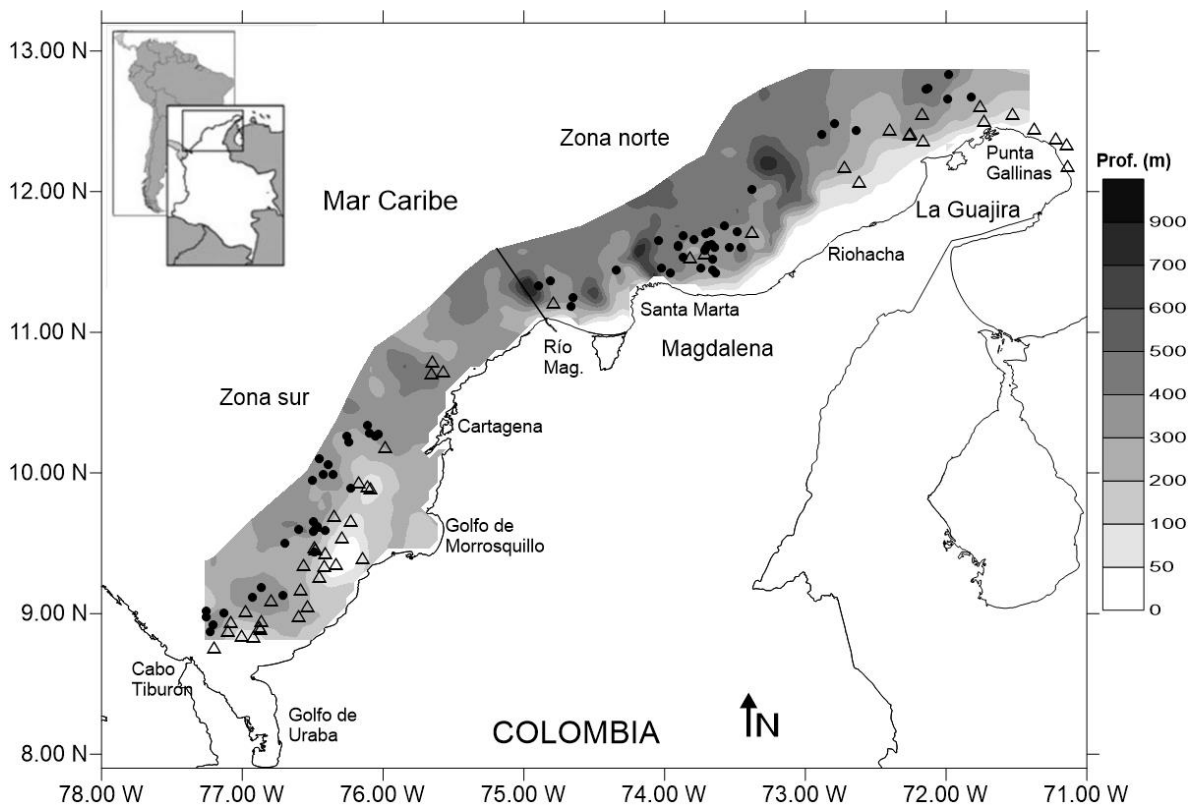 13.00 N
12.00 N
11.00 N
10.00 N
9.00 N
8.00 N
78.00 W
77.00 W
76.00 W
75.00 W
74.00 W
73.00 W
72.00 W
71.00 W
Zona norte
Mar Caribe
Punta
Gallinas
La Guajira
Riohacha
Santa Marta
Magdalena
Río
Mag.
Zona sur
Cartagena
Golfo de
Morrosquillo
Cabo
Tiburón
Golfo de
Uraba
COLOMBIA
N
Prof. (m)
900
700
600
500
400
300
200
100
50
0